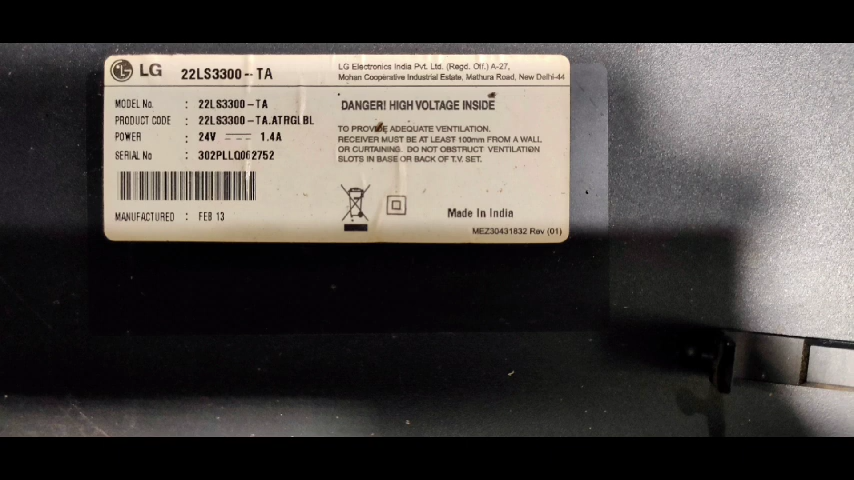 LG 22LS3300-TA
LG Electronics India Pvt. Ltd. (Regd. Off.) A-27,
Mohan Cooperative Industrial Estate, Mathura Road, New Delhi-44
MODEL No. : 22LS3300-TA
PRODUCT CODE : 22LS3300-TA.ATRGLBL
POWER : 24V 1.4A
SERIAL No : 302PLLQ062752
MANUFACTURED : FEB 13
DANGER! HIGH VOLTAGE INSIDE
TO PROVIDE ADEQUATE VENTILATION.
RECEIVER MUST BE AT LEAST 100mm FROM A WALL
OR CURTAINING. DO NOT OBSTRUCT VENTILATION
SLOTS IN BASE OR BACK OF T.V. SET.
Made In India
MEZ30431832 Rev (01)